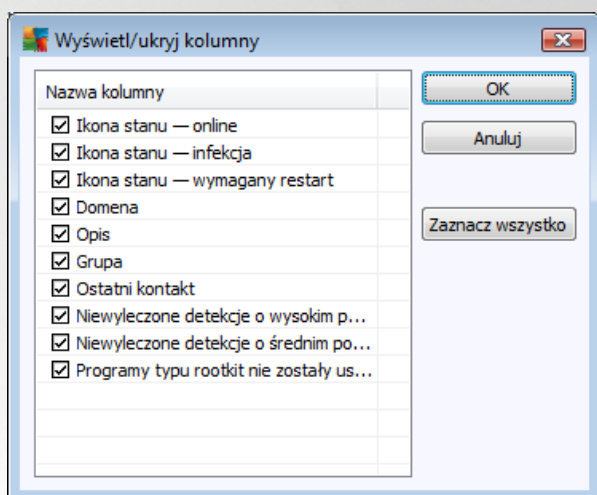 Wyświetl/ukryj kolumny
Nazwa kolumny
Ikona stanu — online
Ikona stanu — infekcja
Ikona stanu — wymagany restart
Domena
Opis
Grupa
Ostatni kontakt
Niewyleczone detekcje o wysokim p...
Niewyleczone detekcje o średnim po...
Programy typu rootkit nie zostały us...
OK
Anuluj
Zaznacz wszystko